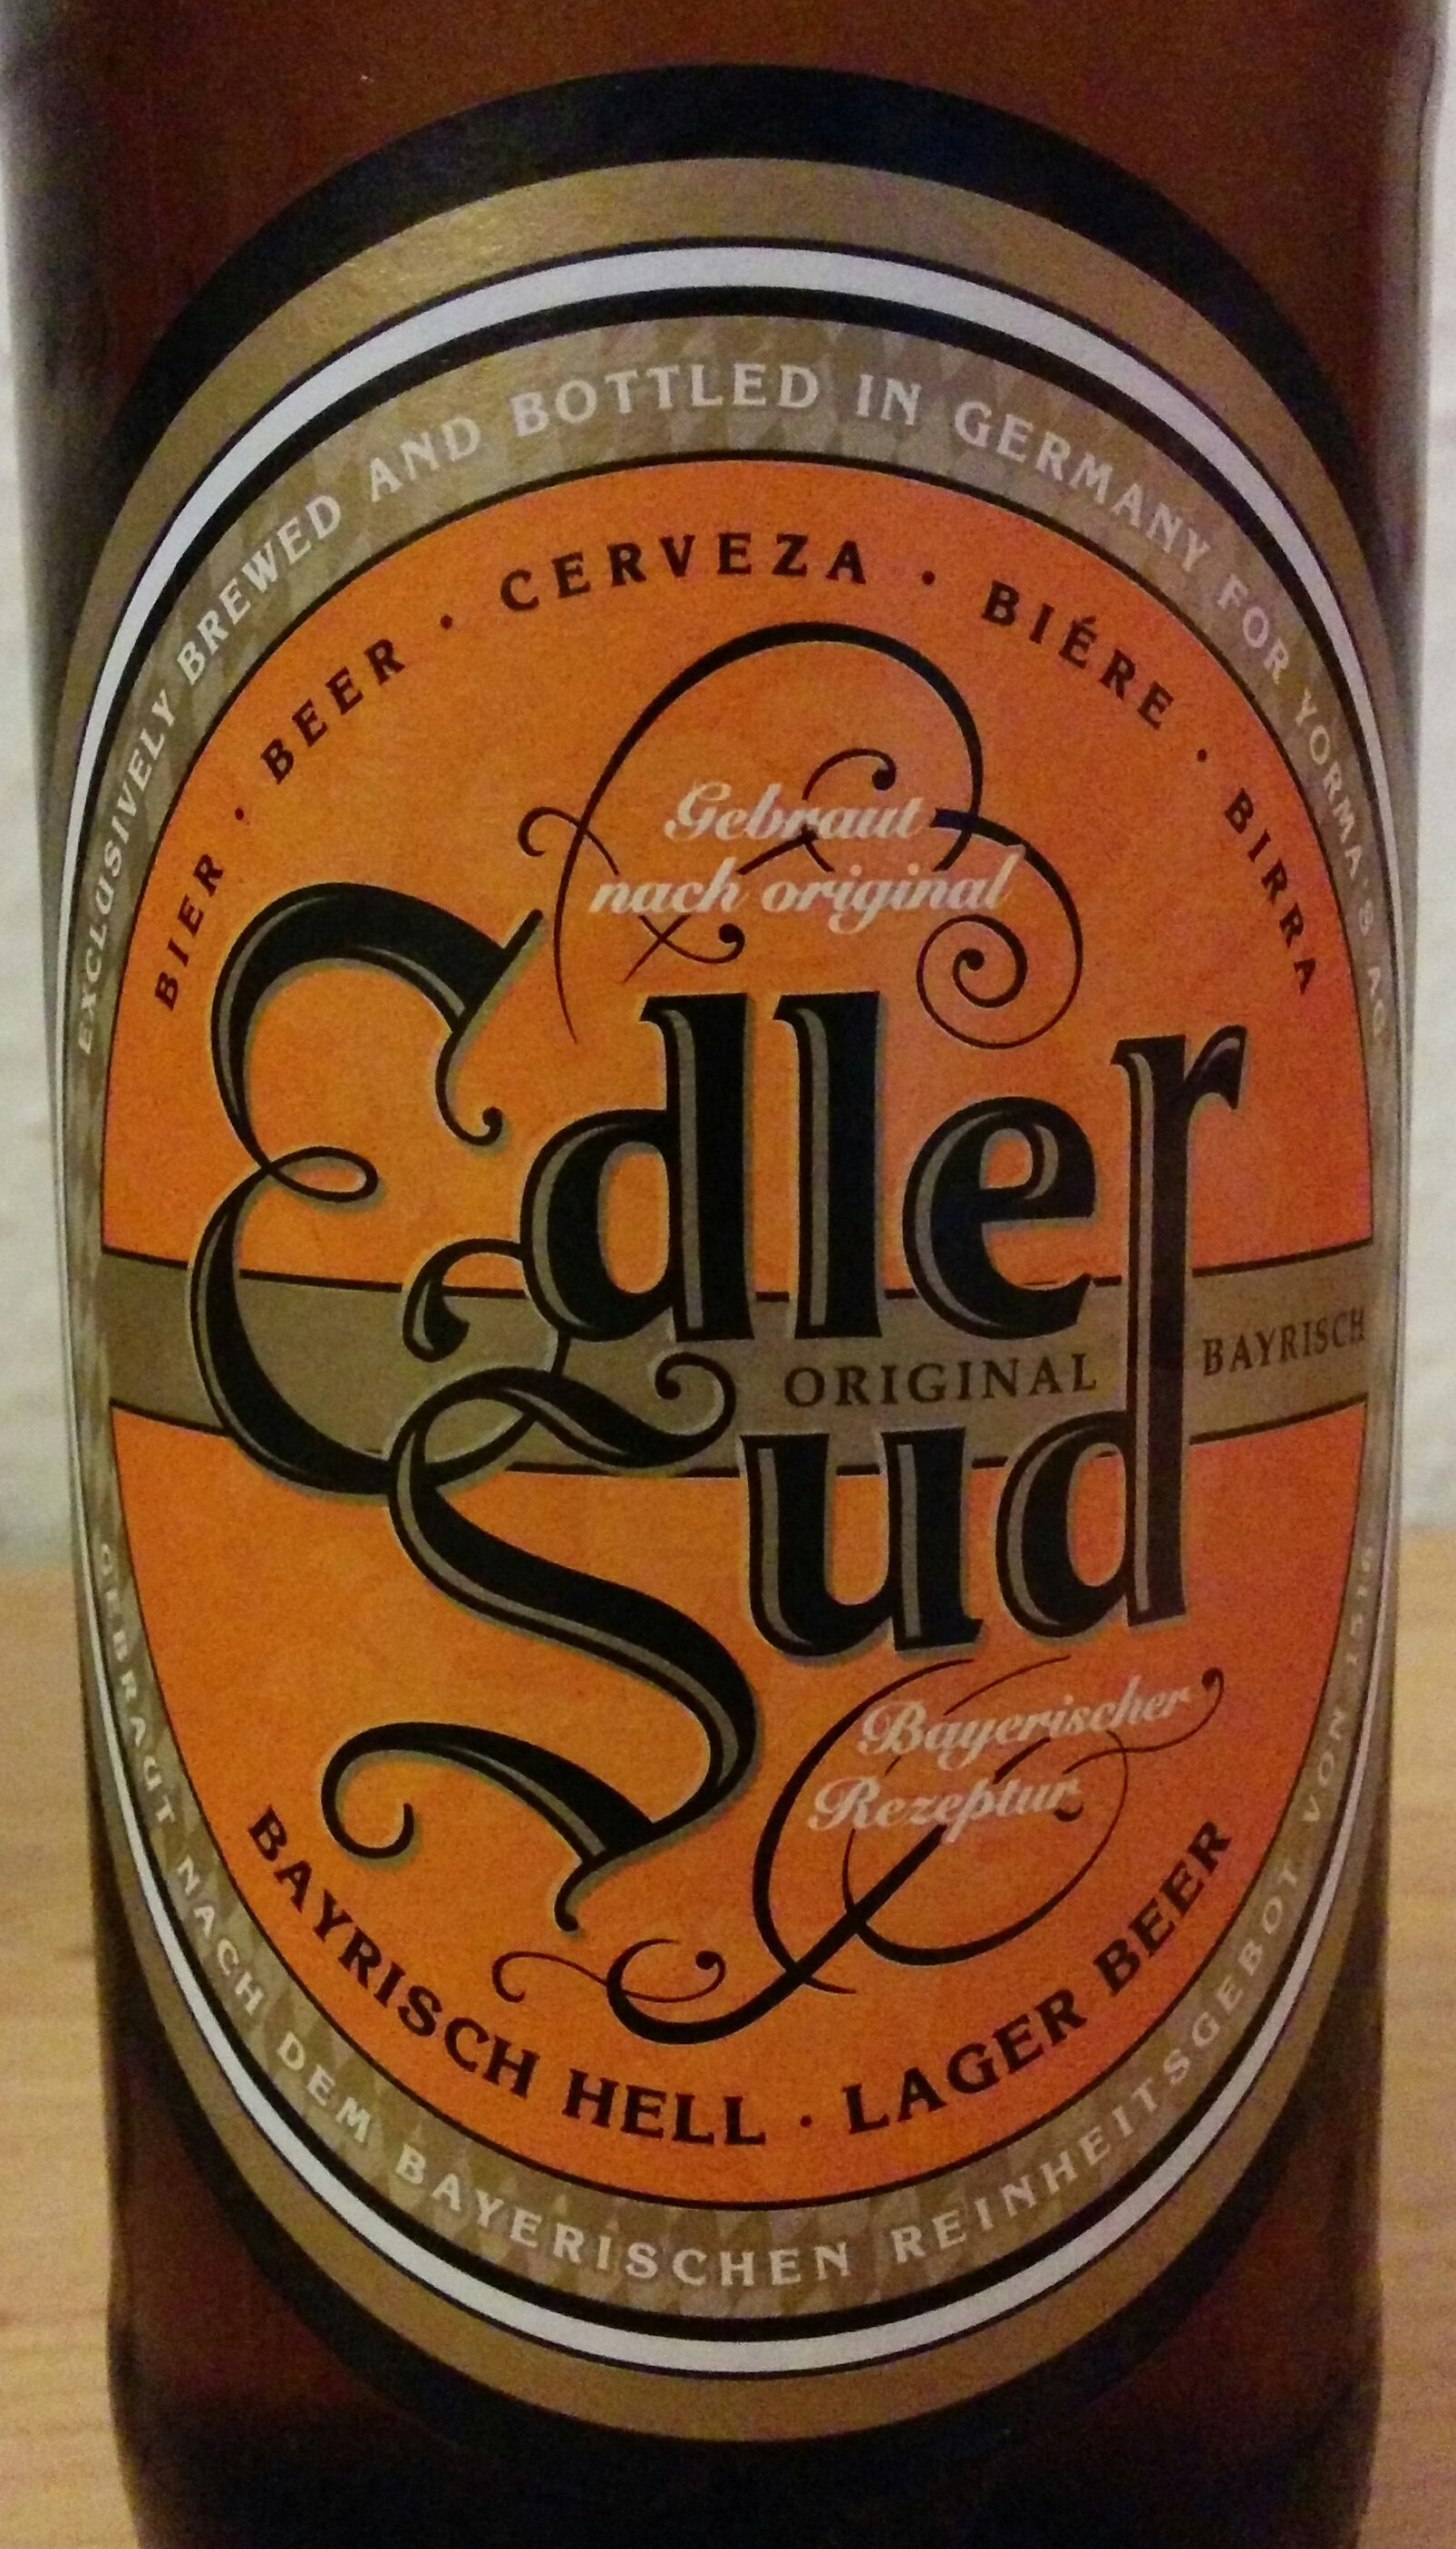 EXCLUSIVELY BREWED AND BOTTLED IN GERMANY FOR YORMA'S AG
BIER · BEER · CERVEZA · BIÉRE · BIRRA
Gebraut
nach original
Edler
ORIGINAL BAYRISCH
Sud
Bayerischer
Rezeptur
BAYRISCH HELL · LAGER BEER
GEBRAUT NACH DEM BAYERISCHEN REINHEITSGEBOT VON 1516